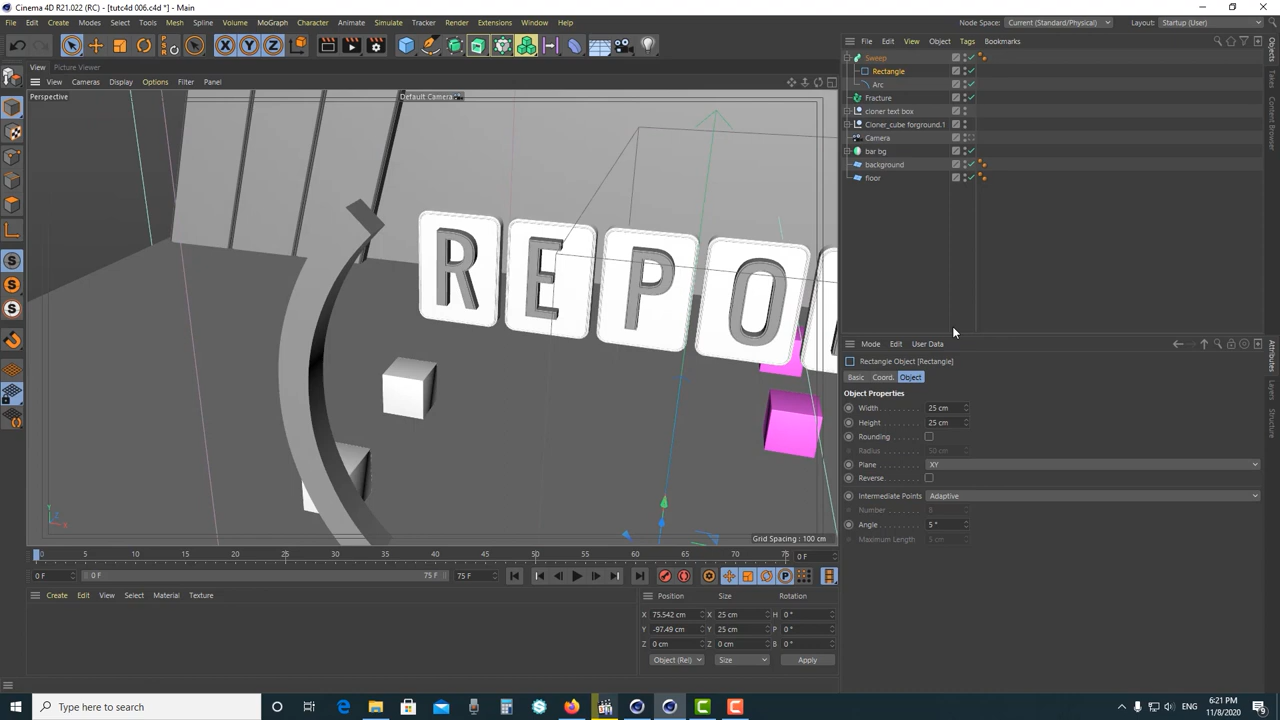 Cinema 4D R21.022 (RC) - [tutc4d 006.c4d *] - Main
File Edit Create Modes Select Tools Mesh Spline Volume MoGraph Character Animate Simulate Tracker Render Extensions Window Help
Node Space: Current (Standard/Physical) Layout: Startup (User)
View Picture Viewer
View Cameras Display Options Filter Panel
File Edit View Object Tags Bookmarks
Perspective
Default Camera
REPO
Grid Spacing : 100 cm
Sweep
Rectangle
Arc
Fracture
cloner text box
Cloner_cube forground.1
Camera
bar bg
background
floor
Objects
Takes
Content Browser
Mode Edit User Data
Rectangle Object [Rectangle]
Basic Coord. Object
Object Properties
Width 25 cm
Height 25 cm
Rounding
Radius 50 cm
Plane XY
Reverse
Intermediate Points Adaptive
Number 8
Angle 5 °
Maximum Length 5 cm
Attributes
Layers
Structure
0 5 10 15 20 25 30 35 40 45 50 55 60 65 70 75 0 F
0 F 0 F 75 F 75 F
Create Edit View Select Material Texture
Position Size Rotation
X 75.542 cm X 25 cm H 0 °
Y -97.49 cm Y 25 cm P 0 °
Z 0 cm Z 0 cm B 0 °
Object (Rel) Size Apply
Type here to search
6:21 PM
11/8/2020